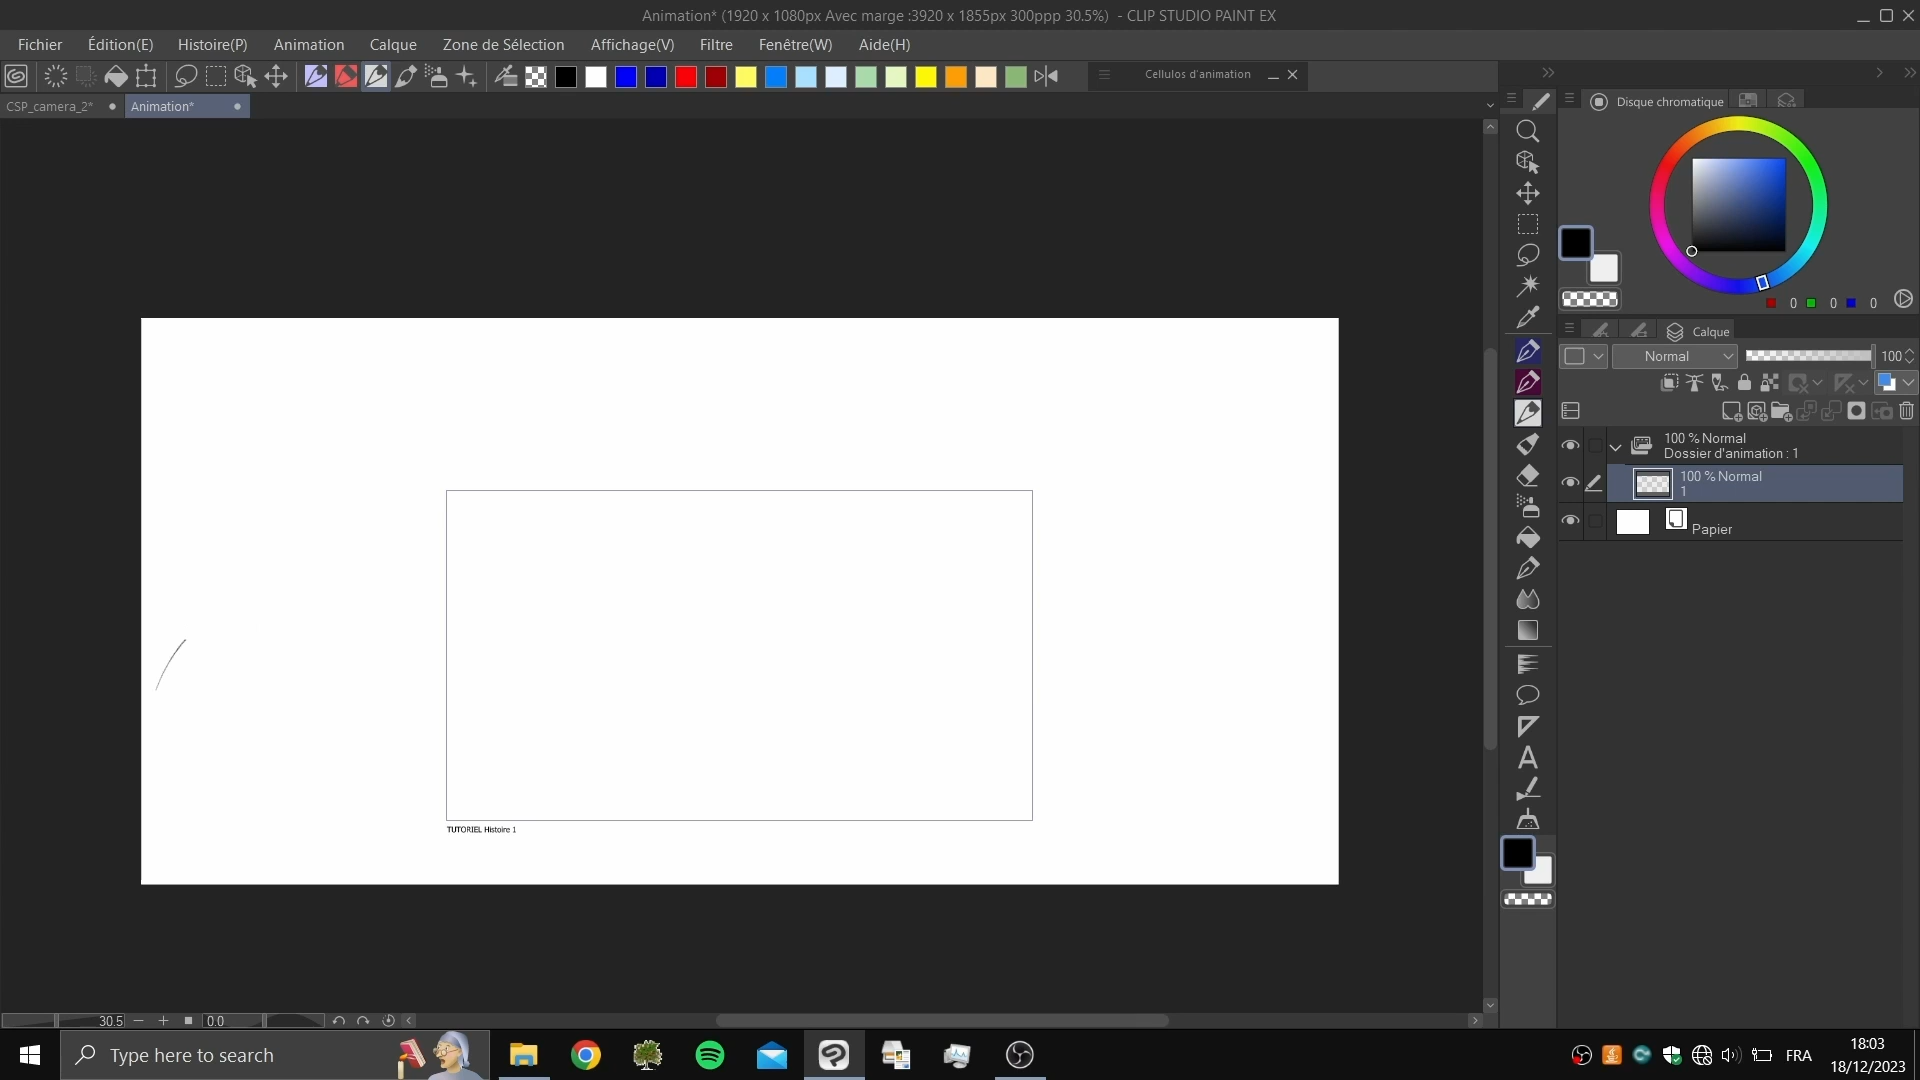 Animation* (1920 x 1080px Avec marge :3920 x 1855px 300ppp 30.5%) - CLIP STUDIO PAINT EX
Fichier Édition(E) Histoire(P) Animation Calque Zone de Sélection Affichage(V) Filtre Fenêtre(W) Aide(H)
Cellulos d'animation
CSP_camera_2* Animation*
Disque chromatique
0 0 0
Calque
Normal 100
100 % Normal
Dossier d'animation : 1
100 % Normal
1
Papier
TUTORIEL Histoire 1
30.5 0.0
Type here to search
FRA
18:03
18/12/2023